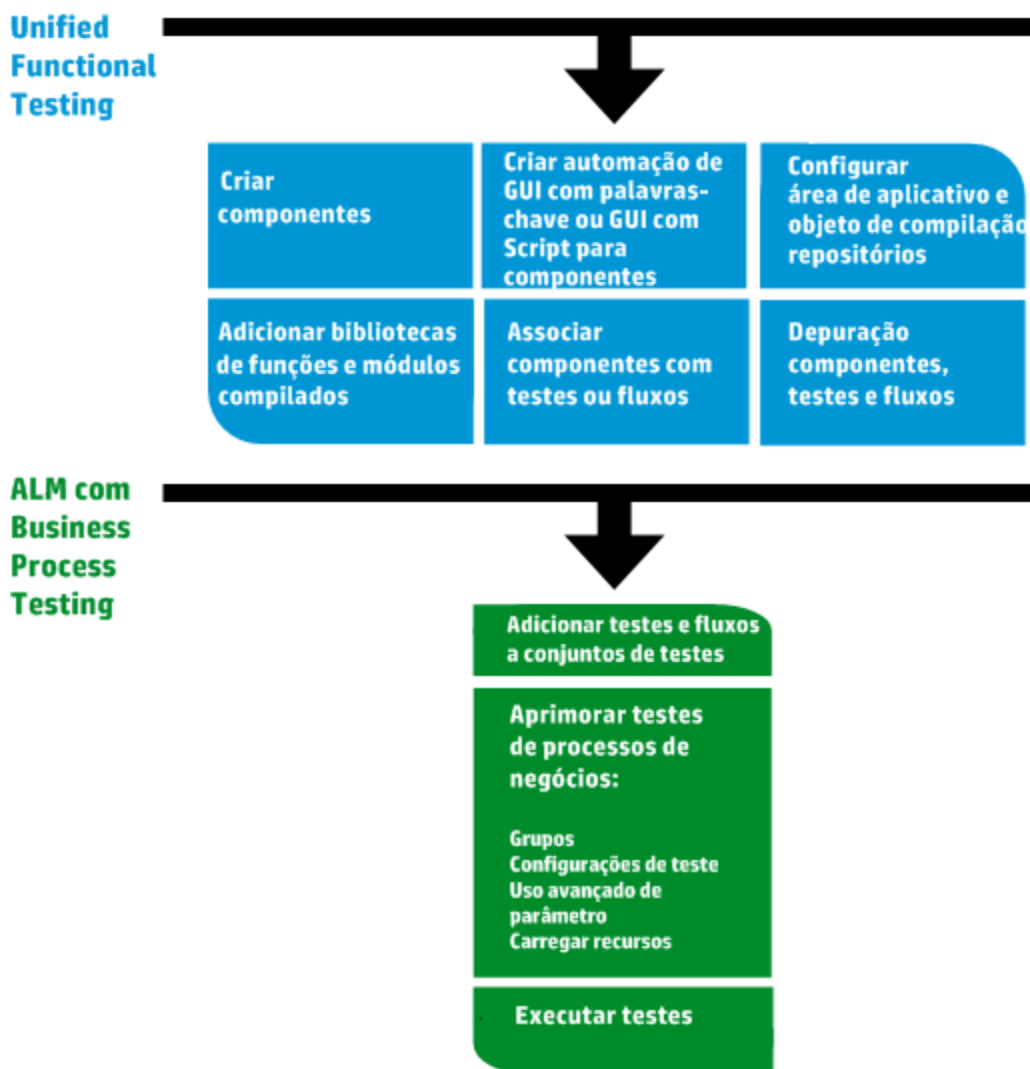 Unified
Functional
Testing
Criar
componentes
Criar automação de
GUI com palavras-
chave ou GUI com
Script para
componentes
Configurar
área de aplicativo e
objeto de compilação
repositórios
Adicionar bibliotecas
de funções e módulos
compilados
Associar
componentes com
testes ou fluxos
Depuração
componentes,
testes e fluxos
ALM com
Business
Process
Testing
Adicionar testes e fluxos
a conjuntos de testes
Aprimorar testes
de processos de
negócios:
Grupos
Configurações de teste
Uso avançado de
parâmetro
Carregar recursos
Executar testes